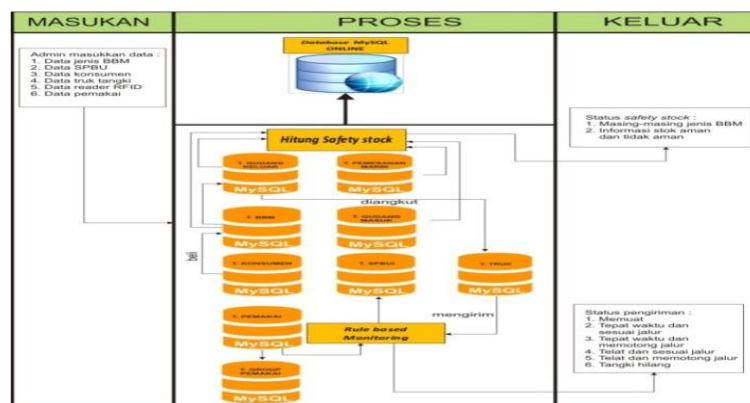 MASUKAN
PROSES
KELUAR
Admin masukkan data :
1. Data jenis BBM
2. Data SPBU
3. Data konsumen
4. Data truk tangki
5. Data reader RFID
6. Data pemakai
Database MySQL
ONLINE
Hitung Safety stock
T. GUDANG
KELUAR
MySQL
T. PEMESANAN
MySQL
diangkut
T. BBM
MySQL
T. GUDANG
MASUK
MySQL
beli
T. KONSUMEN
MySQL
T. SPBU
MySQL
T. TRUK
MySQL
mengirim
T. PEMAKAI
MySQL
Rule based
Monitoring
T. GROUP
PEMAKAI
MySQL
Status safety stock :
1. Masing-masing jenis BBM
2. Informasi stok aman
dan tidak aman
Status pengiriman :
1. Memuat
2. Tepat waktu dan
sesuai jalur
3. Tepat waktu dan
memotong jalur
4. Telat dan sesuai jalur
5. Telat dan memotong jalur
6. Tangki hilang